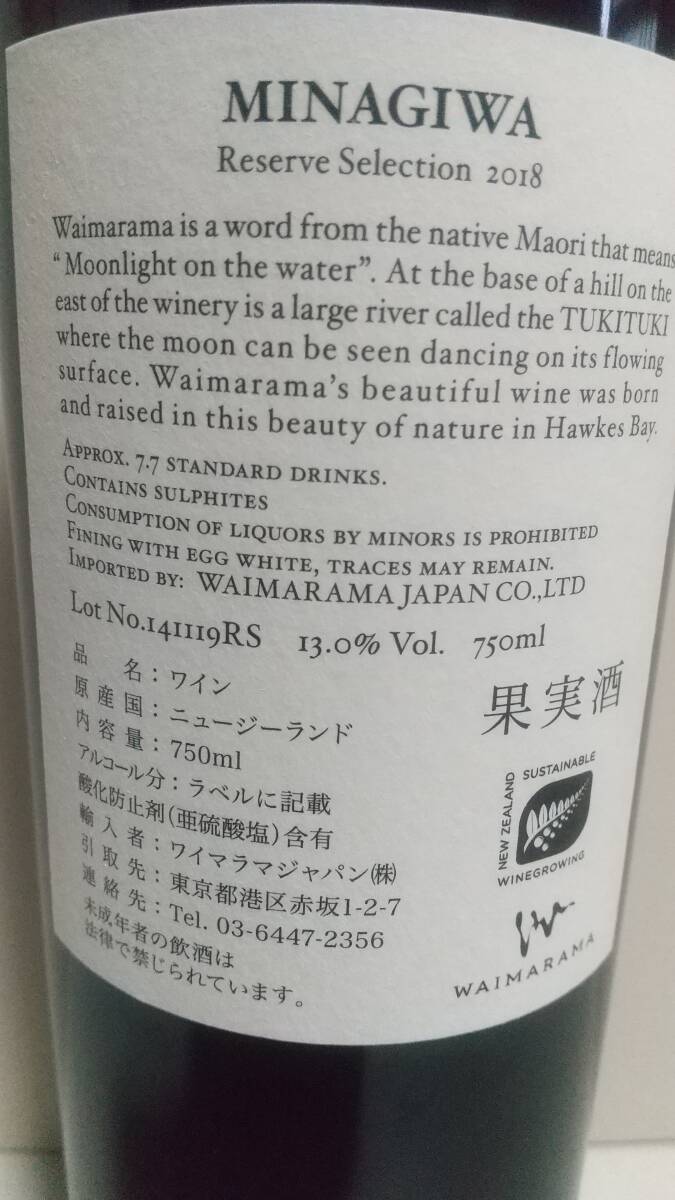 MINAGIWA
Reserve Selection 2018
Waimarama is a word from the native Maori that means
“Moonlight on the water”. At the base of a hill on the
east of the winery is a large river called the TUKITUKI
where the moon can be seen dancing on its flowing
surface. Waimarama’s beautiful wine was born
and raised in this beauty of nature in Hawkes Bay.
APPROX. 7.7 STANDARD DRINKS.
CONTAINS SULPHITES
CONSUMPTION OF LIQUORS BY MINORS IS PROHIBITED
FINING WITH EGG WHITE, TRACES MAY REMAIN.
IMPORTED BY: WAIMARAMA JAPAN CO.,LTD
Lot No.141119RS 13.0% Vol. 750ml
品名：ワイン
原産国：ニュージーランド
内容量：750ml
アルコール分：ラベルに記載
酸化防止剤(亜硫酸塩)含有
輸入者：ワイマラマジャパン㈱
引取先：東京都港区赤坂1-2-7
連絡先：Tel. 03-6447-2356
未成年者の飲酒は
法律で禁じられています。
果実酒
NEW ZEALAND
SUSTAINABLE
WINEGROWING
WAIMARAMA